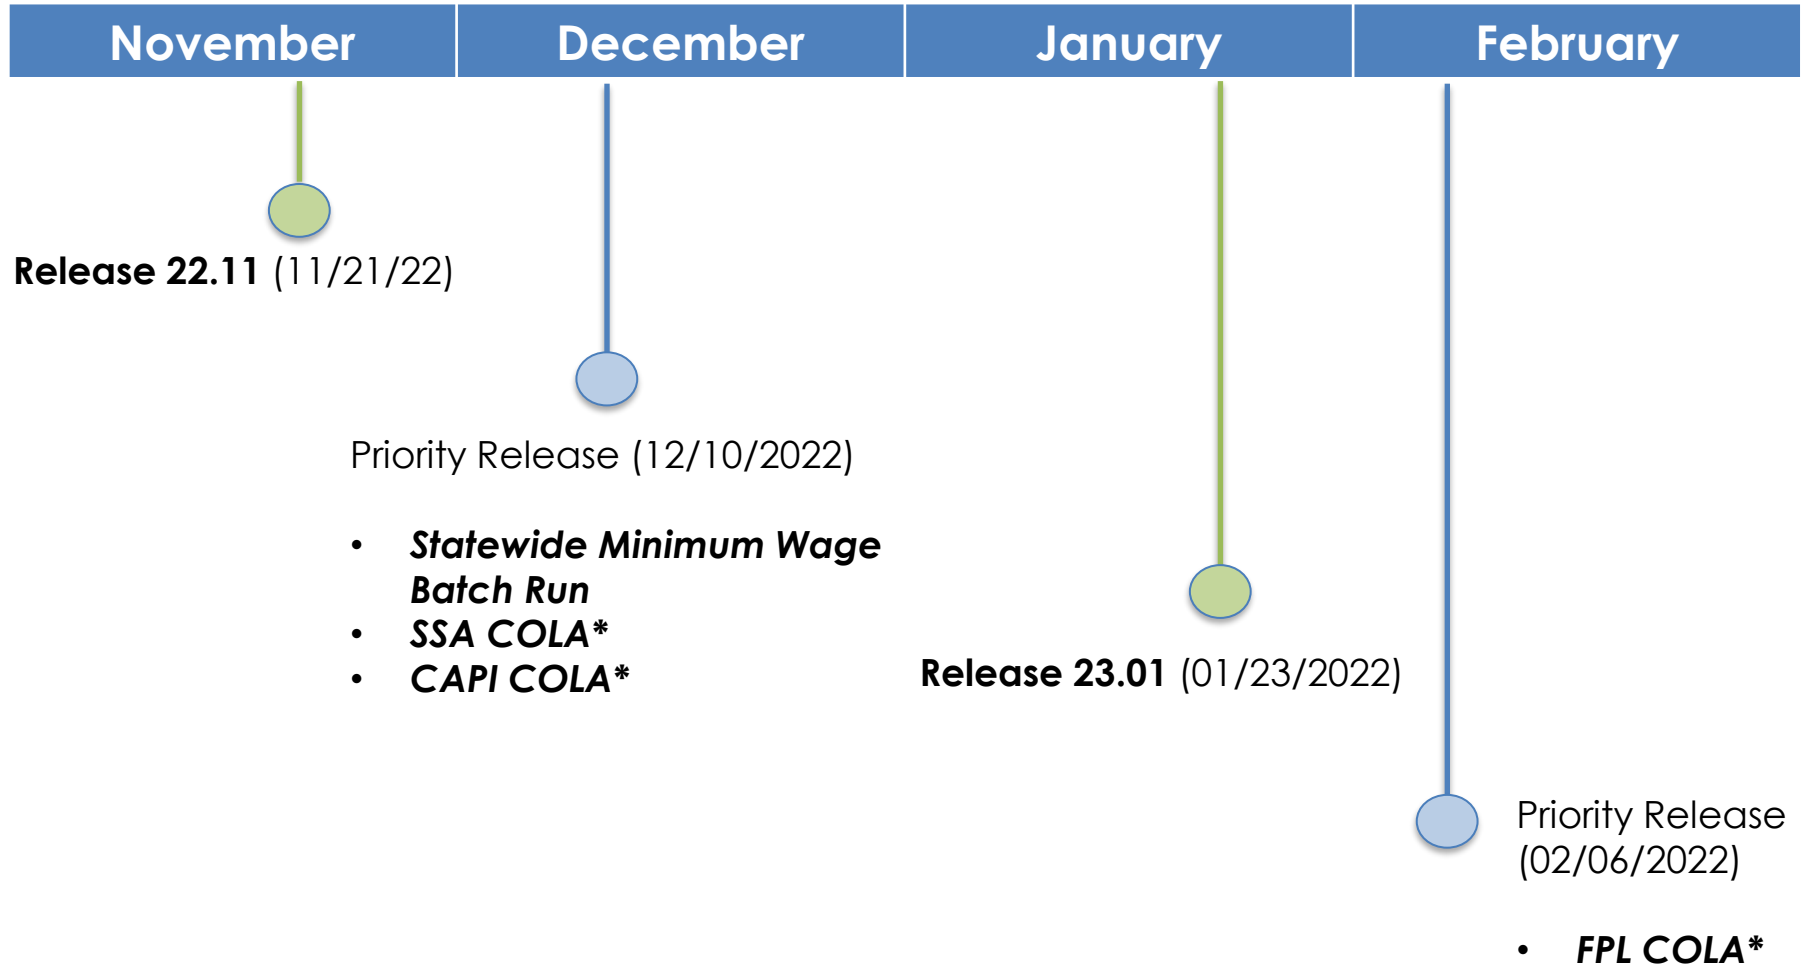 November
December
January
February
Release 22.11 (11/21/22)
Priority Release (12/10/2022)
• Statewide Minimum Wage
Batch Run
• SSA COLA*
• CAPI COLA*
Release 23.01 (01/23/2022)
Priority Release
(02/06/2022)
• FPL COLA*